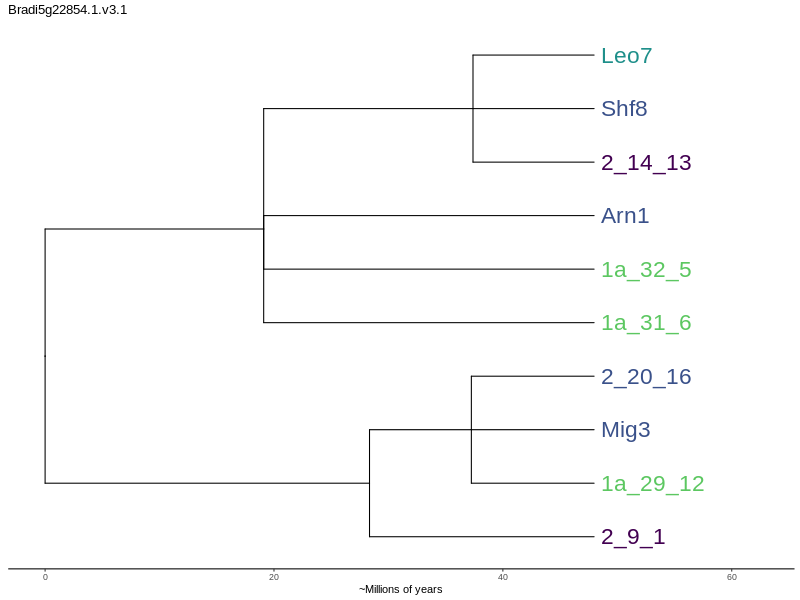 Bradi5g22854.1.v3.1
Leo7
Shf8
2_14_13
Arn1
1a_32_5
1a_31_6
2_20_16
Mig3
1a_29_12
2_9_1
0 20 40 60
~Millions of years